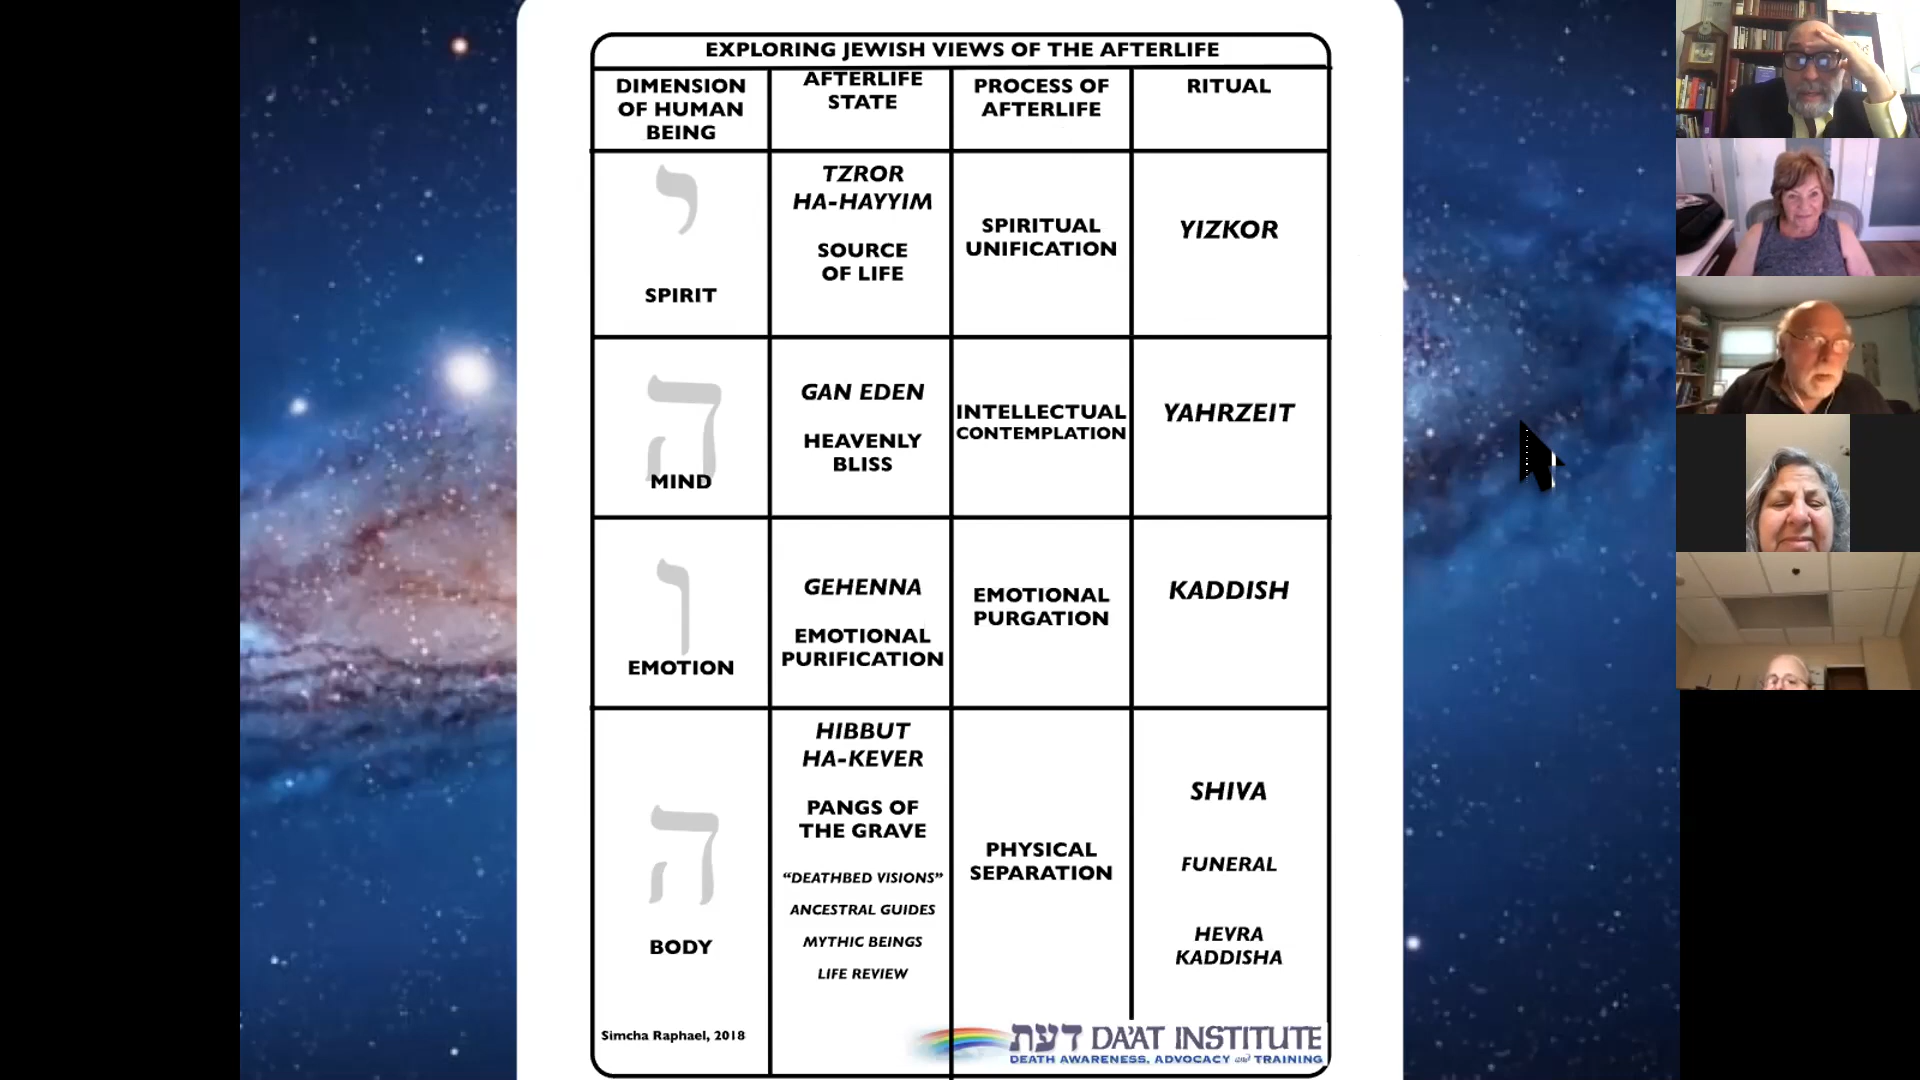 EXPLORING JEWISH VIEWS OF THE AFTERLIFE
DIMENSION
OF HUMAN
BEING
AFTERLIFE
STATE
PROCESS OF
AFTERLIFE
RITUAL
י
SPIRIT
TZROR
HA-HAYYIM
SOURCE
OF LIFE
SPIRITUAL
UNIFICATION
YIZKOR
ה
MIND
GAN EDEN
HEAVENLY
BLISS
INTELLECTUAL
CONTEMPLATION
YAHRZEIT
ו
EMOTION
GEHENNA
EMOTIONAL
PURIFICATION
EMOTIONAL
PURGATION
KADDISH
ה
BODY
HIBBUT
HA-KEVER
PANGS OF
THE GRAVE
“DEATHBED VISIONS”
ANCESTRAL GUIDES
MYTHIC BEINGS
LIFE REVIEW
PHYSICAL
SEPARATION
SHIVA
FUNERAL
HEVRA
KADDISHA
Simcha Raphael, 2018
דעת DA'AT INSTITUTE
DEATH AWARENESS, ADVOCACY and TRAINING